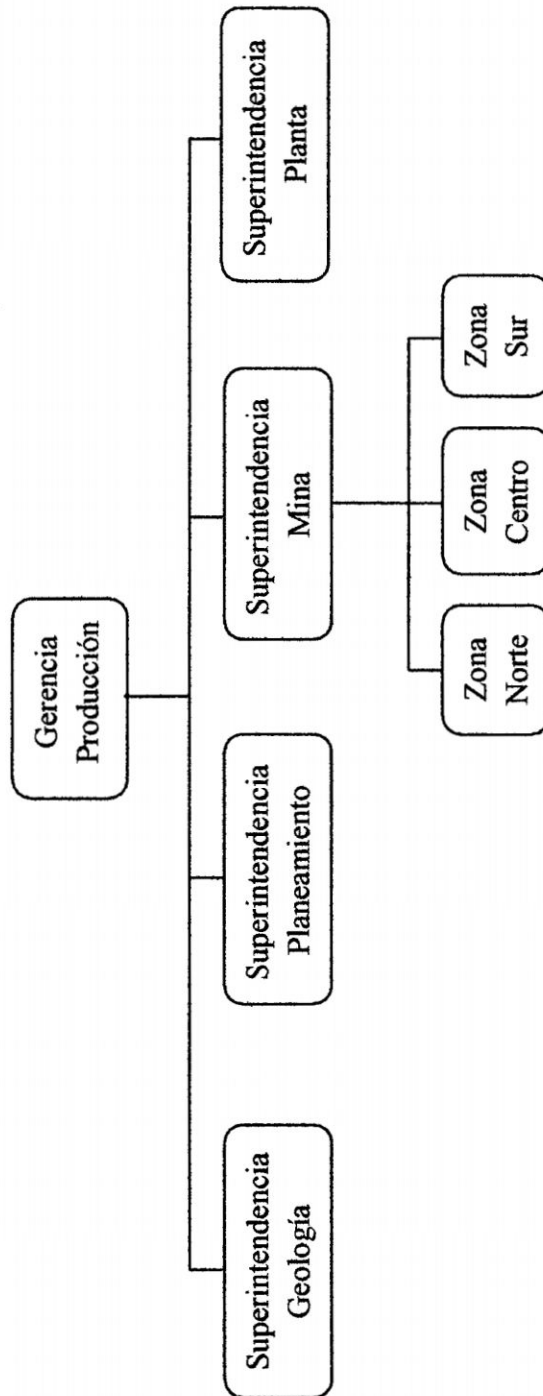 Gerencia
Producción
Superintendencia
Geología
Superintendencia
Planeamiento
Superintendencia
Mina
Superintendencia
Planta
Zona
Norte
Zona
Centro
Zona
Sur